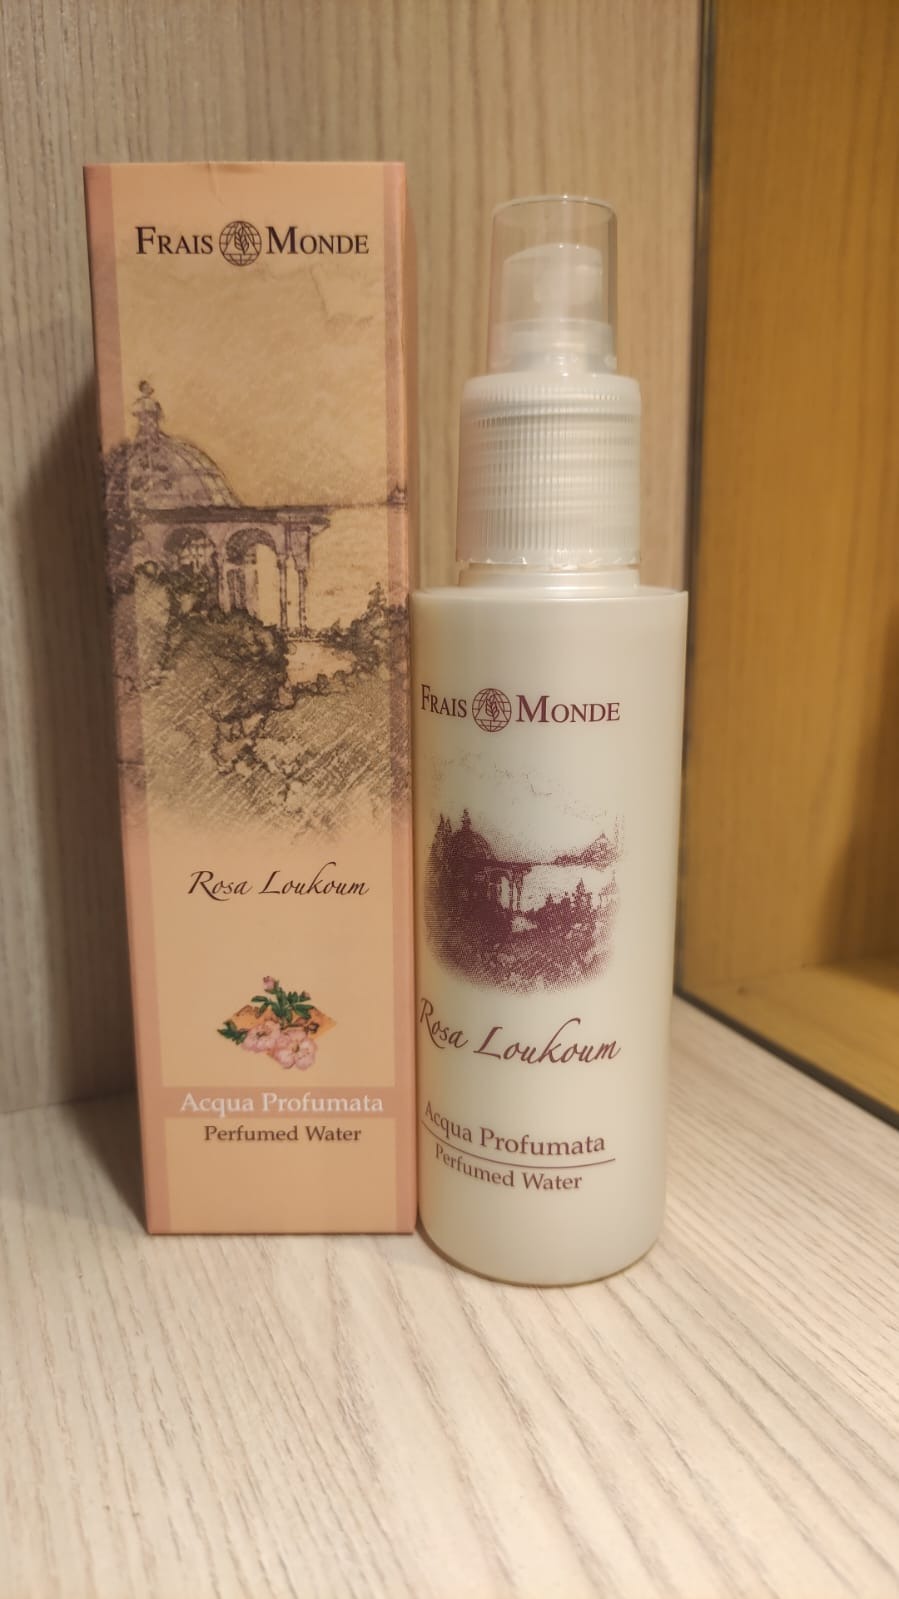 FRAIS MONDE
Rosa Loukoum
Acqua Profumata
Perfumed Water
FRAIS MONDE
Rosa Loukoum
Acqua Profumata
Perfumed Water